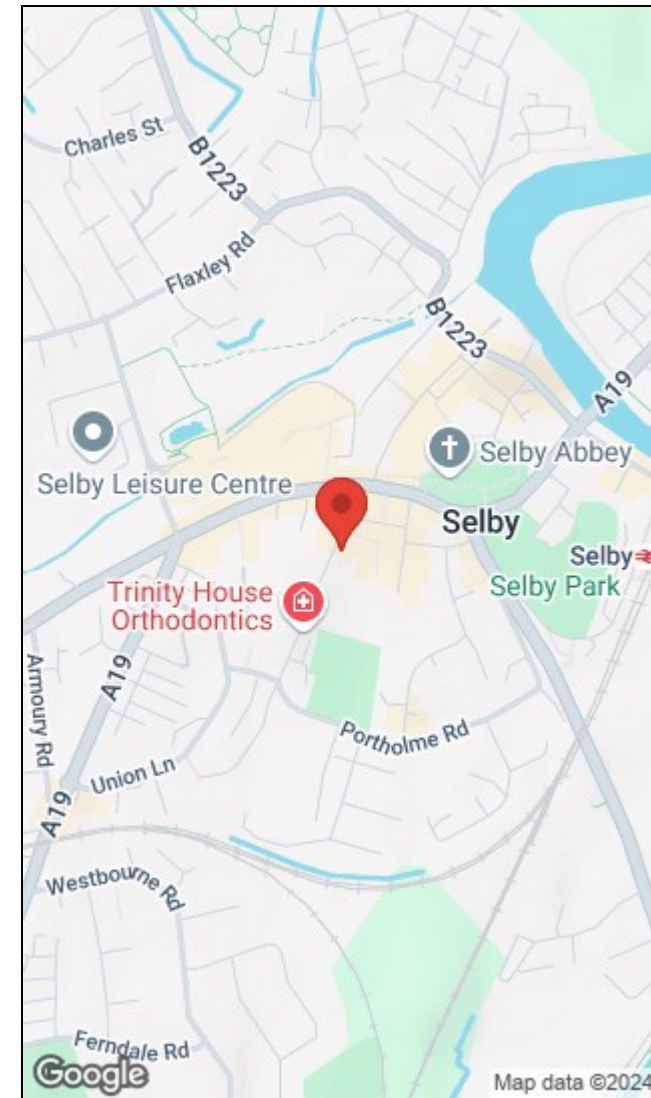 Charles St
B1223
Flaxley Rd
B1223
A19
Selby Abbey
Selby Leisure Centre
Selby
Selby
Selby Park
Trinity House
Orthodontics
Armoury Rd
A19
Portholme Rd
Union Ln
A19
Westbourne Rd
Ferndale Rd
Google
Map data ©2024